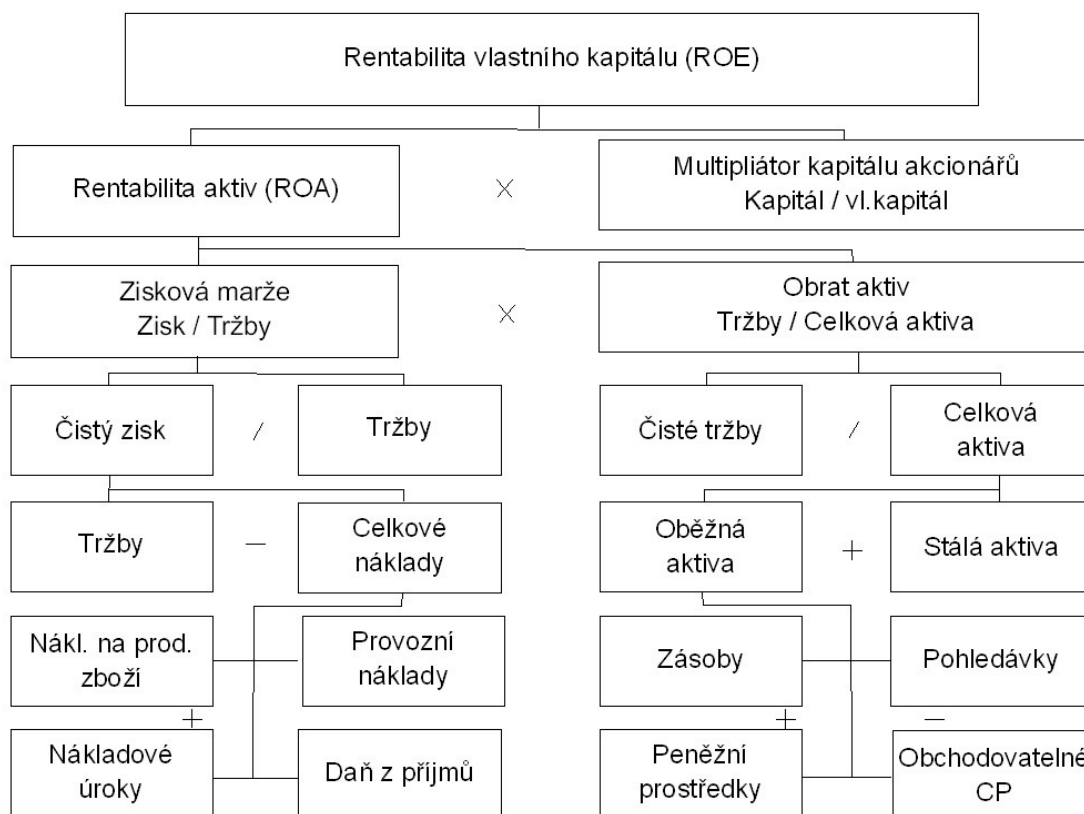 Rentabilita vlastního kapitálu (ROE)
Rentabilita aktiv (ROA)
X
Multipliátor kapitálu akcionářů
Kapitál / vl.kapitál
Zisková marže
Zisk / Tržby
X
Obrat aktiv
Tržby / Celková aktiva
Čistý zisk
/
Tržby
Čisté tržby
/
Celková
aktiva
Tržby
−
Celkové
náklady
Oběžná
aktiva
+
Stálá aktiva
Nákl. na prod.
zboží
Provozní
náklady
Zásoby
Pohledávky
+
+
−
Nákladové
úroky
Daň z příjmů
Peněžní
prostředky
Obchodovatelné
CP